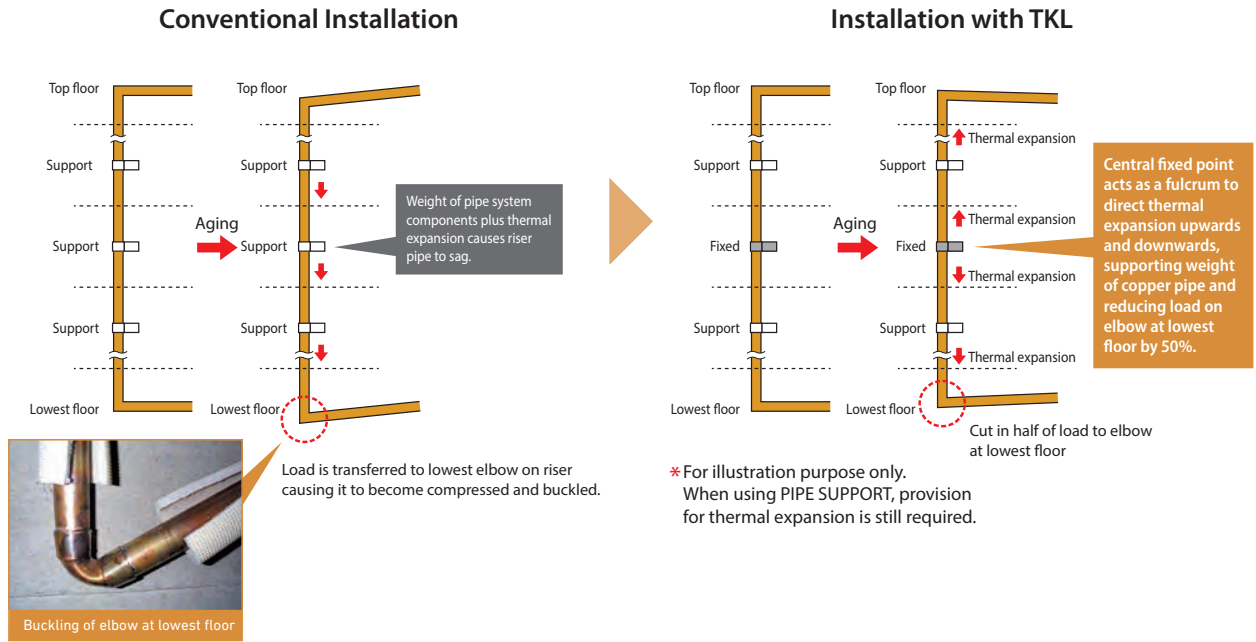 Conventional Installation
Top floor
Support
Support
Support
Lowest floor
Aging
Top floor
Support
Support
Support
Lowest floor
Weight of pipe system
components plus thermal
expansion causes riser
pipe to sag.
Load is transferred to lowest elbow on riser
causing it to become compressed and buckled.
Buckling of elbow at lowest floor
Installation with TKL
Top floor
Support
Fixed
Support
Lowest floor
Aging
Top floor
Thermal expansion
Support
Thermal expansion
Fixed
Thermal expansion
Support
Thermal expansion
Lowest floor
Central fixed point
acts as a fulcrum to
direct thermal
expansion upwards
and downwards,
supporting weight
of copper pipe and
reducing load on
elbow at lowest
floor by 50%.
Cut in half of load to elbow
at lowest floor
*For illustration purpose only.
When using PIPE SUPPORT, provision
for thermal expansion is still required.